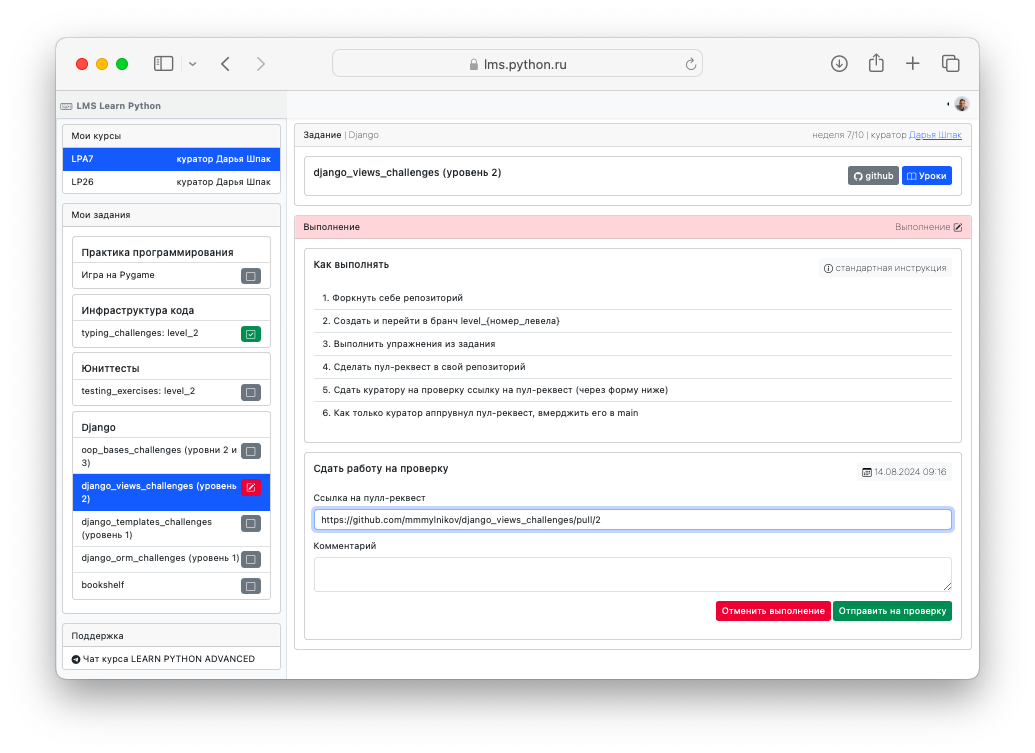 lms.python.ru
LMS Learn Python
Мои курсы
LPA7 куратор Дарья Шпак
LP26 куратор Дарья Шпак
Мои задания
Практика программирования
Игра на Pygame
Инфраструктура кода
typing_challenges: level_2
Юниттесты
testing_exercises: level_2
Django
oop_bases_challenges (уровни 2 и
3)
django_views_challenges (уровень
2)
django_templates_challenges
(уровень 1)
django_orm_challenges (уровень 1)
bookshelf
Поддержка
Чат курса LEARN PYTHON ADVANCED
Задание | Django неделя 7/10 | куратор Дарья Шпак
django_views_challenges (уровень 2) github Уроки
Выполнение Выполнение
Как выполнять стандартная инструкция
1. Форкнуть себе репозиторий
2. Создать и перейти в бранч level_{номер_левела}
3. Выполнить упражнения из задания
4. Сделать пул-реквест в свой репозиторий
5. Сдать куратору на проверку ссылку на пул-реквест (через форму ниже)
6. Как только куратор аппрувнул пул-реквест, вмерджить его в main
Сдать работу на проверку 14.08.2024 09:16
Ссылка на пулл-реквест
https://github.com/mmmylnikov/django_views_challenges/pull/2
Комментарий
Отменить выполнение Отправить на проверку